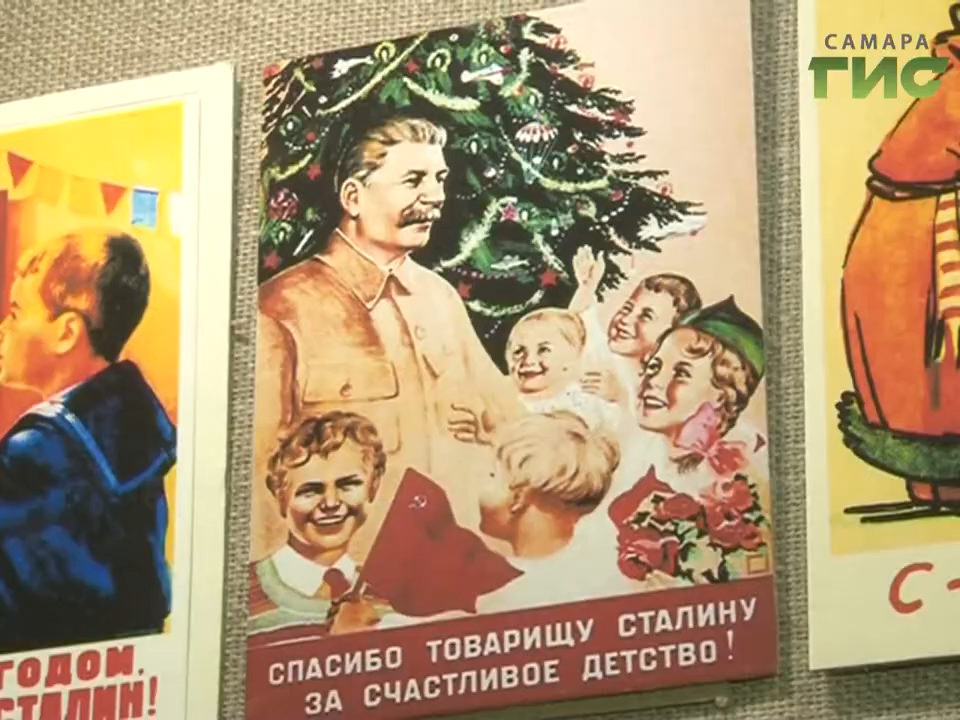 САМАРА
ГИС
ГОДОМ,
СТАЛИН!
СПАСИБО ТОВАРИЩУ СТАЛИНУ
ЗА СЧАСТЛИВОЕ ДЕТСТВО!
С